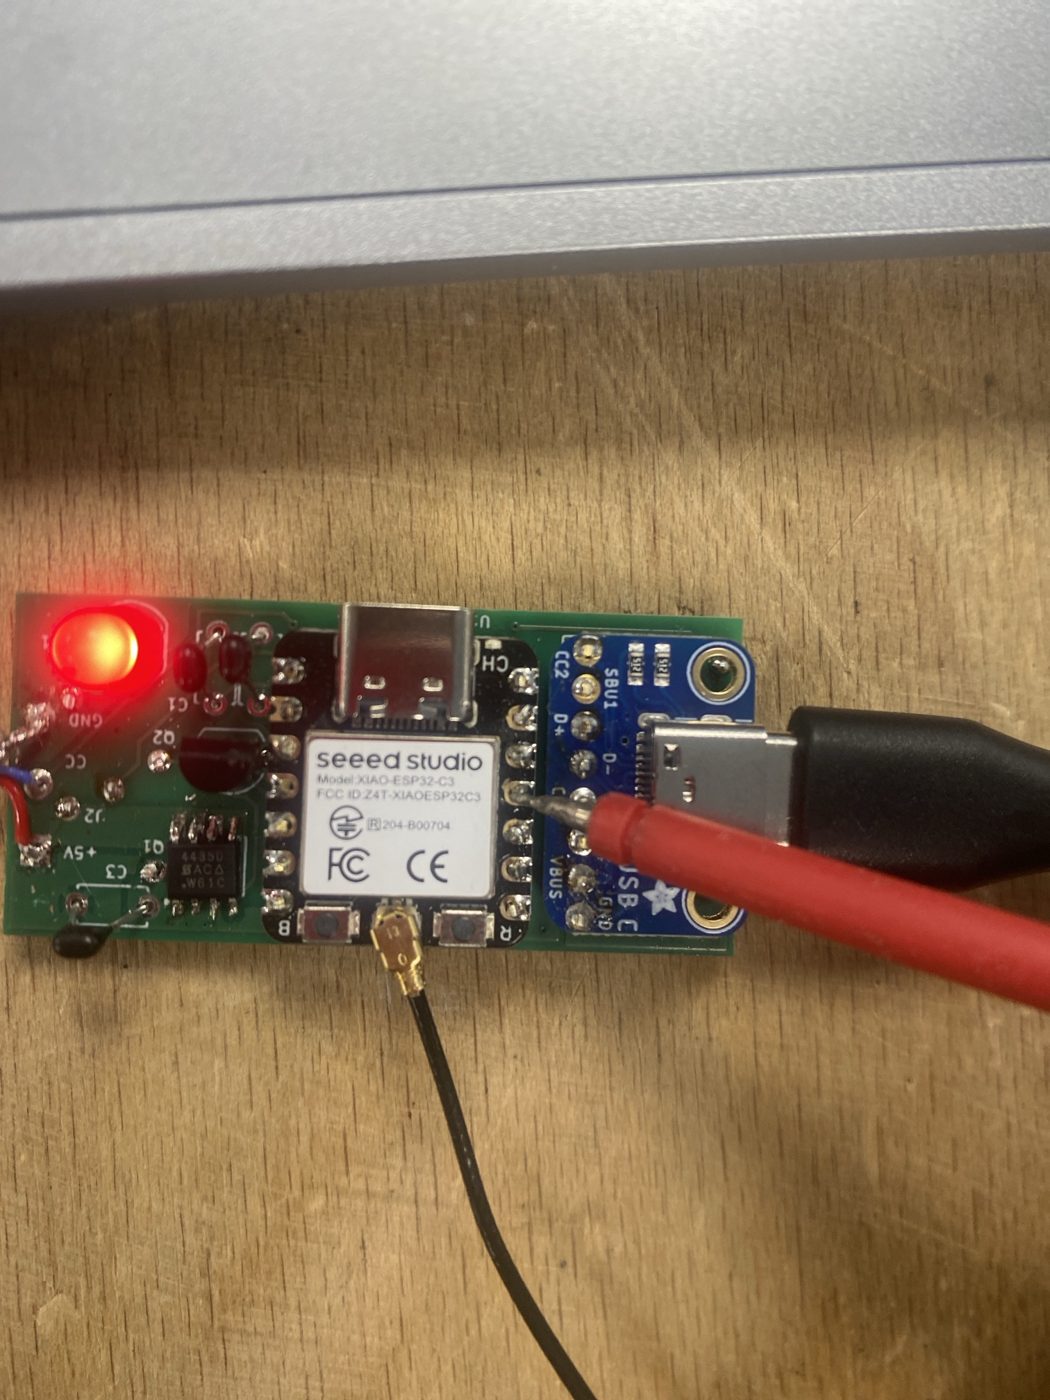 U
L
CH
CC2
SBU1
D+
D-
VBUS
GND
USB C
C1
GND
CC
Q2
J2
+5V
Q1
C3
seeed studio
Model:XIAO-ESP32-C3
FCC ID:Z4T-XIAOESP32C3
R 204-B00704
FC CE
B
R